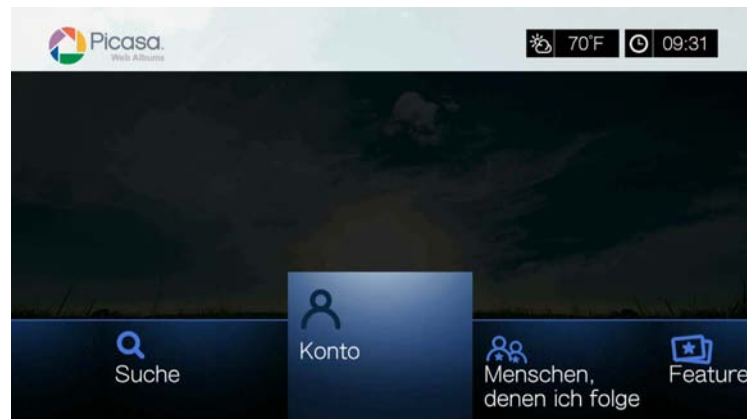 Picasa.
Web Albums
70°F
09:31
Suche
Konto
Menschen,
denen ich folge
Feature